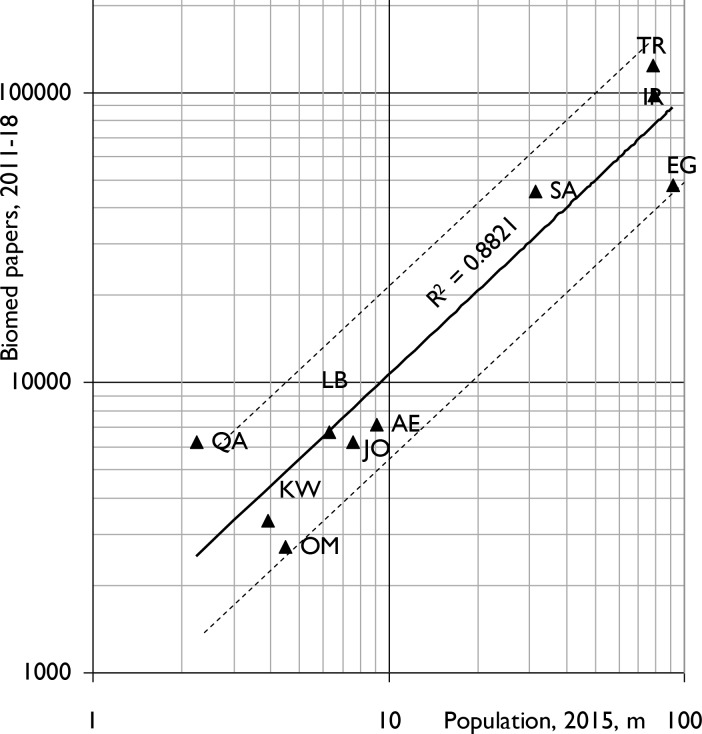 TR
100000
IR
EG
SA
Biomed papers, 2011-18
R² = 0.8821
LB
10000
AE
QA
JO
KW
OM
1000
1
10
Population, 2015, m
100